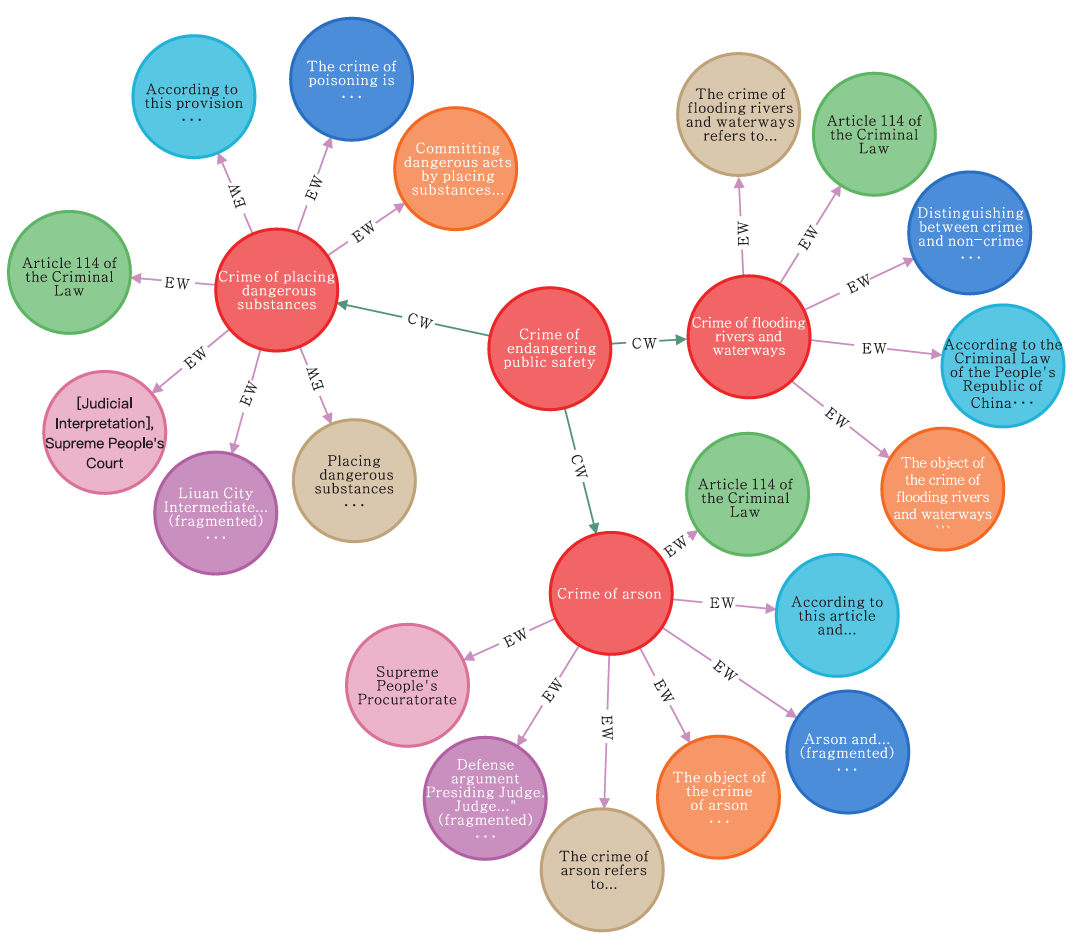 According to
this provision
...
The crime of
poisoning is
...
Committing
dangerous acts
by placing
substances...
Article 114 of
the Criminal
Law
Crime of placing
dangerous
substances
[Judicial
Interpretation],
Supreme People's
Court
Liuan City
Intermediate...
(fragmented)
...
Placing
dangerous
substances
...
EW
EW
EW
EW
EW
EW
EW
CW
Crime of
endangering
public safety
CW
CW
The crime of
flooding rivers
and waterways
refers to...
Article 114 of
the Criminal
Law
Distinguishing
between crime
and non-crime
...
According to the
Criminal Law
of the People's
Republic of
China...
The object of
the crime of
flooding rivers
and waterways
...
Crime of flooding
rivers and
waterways
EW
EW
EW
EW
EW
Article 114 of
the Criminal
Law
Crime of arson
According to
this article
and...
Arson and...
(fragmented)
...
The object of
the crime
of arson
...
The crime of
arson refers
to...
Defense
argument
Presiding Judge.
Judge..."
(fragmented)
...
Supreme
People's
Procuratorate
EW
EW
EW
EW
EW
EW
EW